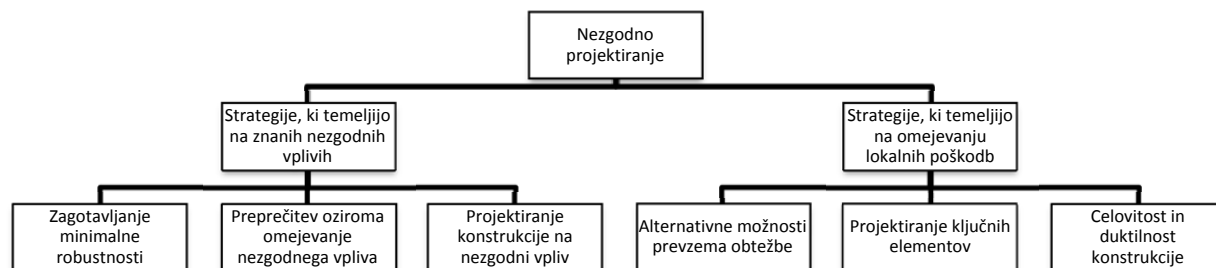 Nezgodno
projektiranje
Strategije, ki temeljijo
na znanih nezgodnih
vplivih
Strategije, ki temeljijo
na omejevanju
lokalnih poškodb
Zagotavljanje
minimalne
robustnosti
Preprečitev oziroma
omejevanje
nezgodnega vpliva
Projektiranje
konstrukcije na
nezgodni vpliv
Alternativne možnosti
prevzema obtežbe
Projektiranje ključnih
elementov
Celovitost in
duktilnost
konstrukcije